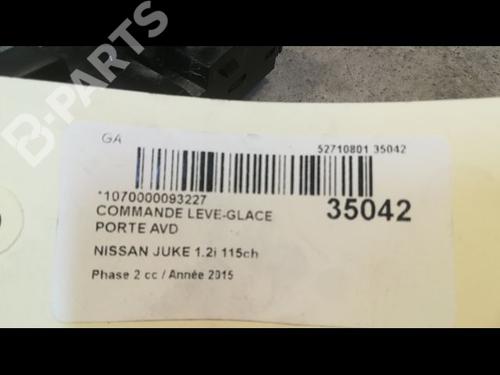 B-PARTS
GA
52710801 35042
*1070000093227
35042
COMMANDE LEVE-GLACE
PORTE AVD
NISSAN JUKE 1.2i 115ch
Phase 2 cc / Année 2015